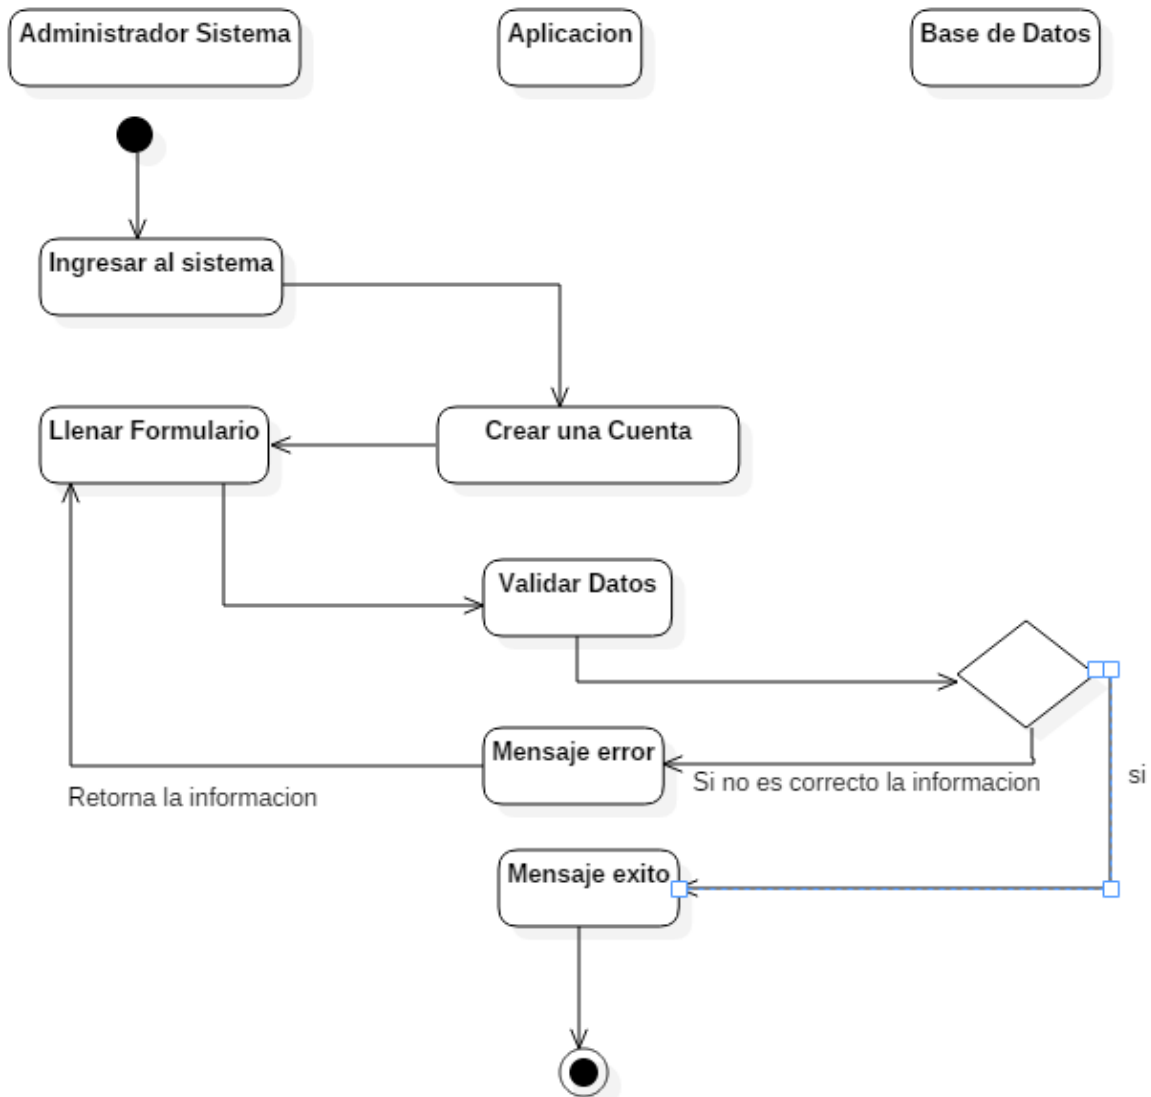 Administrador Sistema
Aplicacion
Base de Datos
Ingresar al sistema
Llenar Formulario
Crear una Cuenta
Validar Datos
Mensaje error
Si no es correcto la informacion
si
Retorna la informacion
Mensaje exito